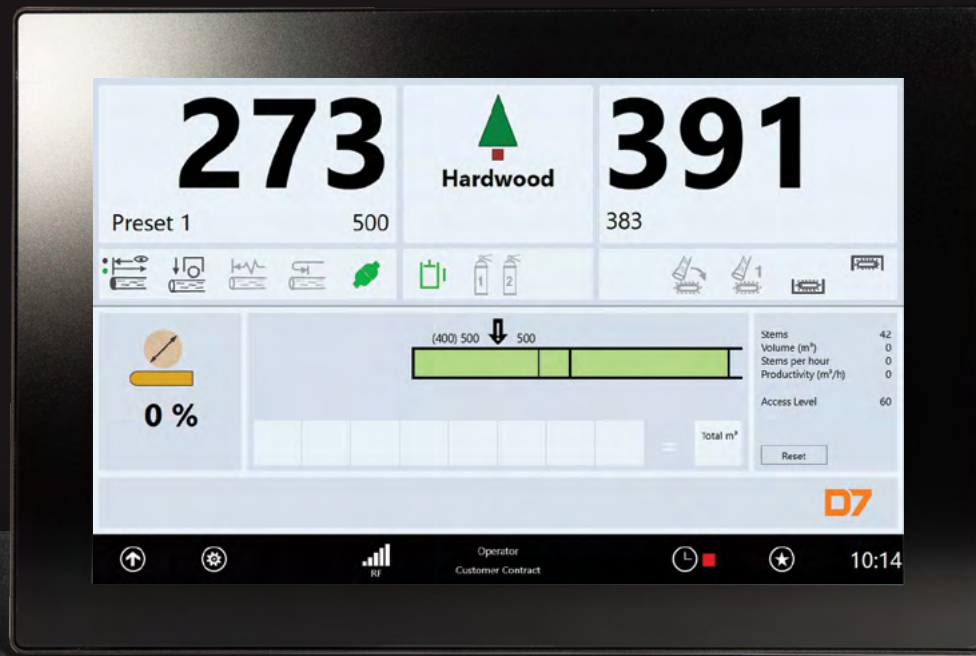 273
Preset 1 500
Hardwood
391
383
1 2
1
(400) 500 500
0 %
Stems 42
Volume (m³) 0
Stems per hour 0
Productivity (m³/h) 0
Access Level 60
= Total m³
Reset
D7
RF
Operator
Customer Contract
10:14